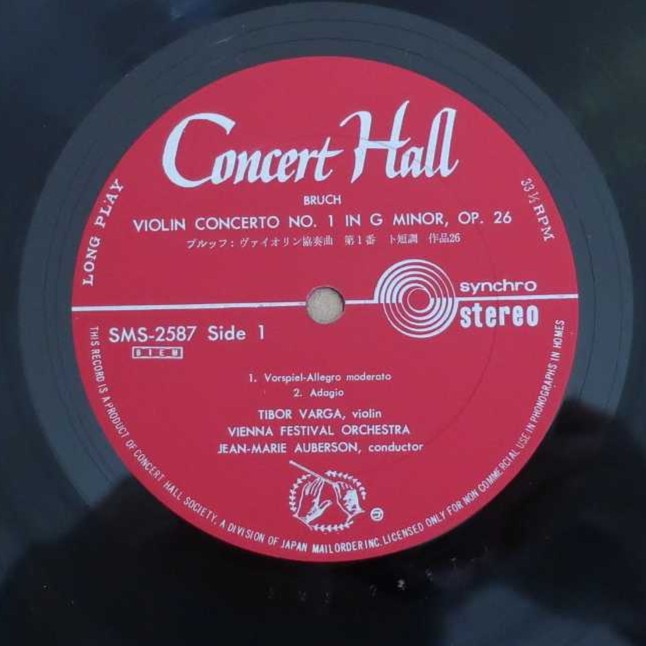 Concert Hall
BRUCH
VIOLIN CONCERTO NO. 1 IN G MINOR, OP. 26
ブルッフ：ヴァイオリン協奏曲 第1番 ト短調 作品26
LONG PLAY
33 1/3 RPM
synchro
stereo
SMS-2587 Side 1
DIEM
1. Vorspiel-Allegro moderato
2. Adagio
TIBOR VARGA, violin
VIENNA FESTIVAL ORCHESTRA
JEAN-MARIE AUBERSON, conductor
THIS RECORD IS A PRODUCT OF CONCERT HALL SOCIETY, A DIVISION OF JAPAN MAILORDER INC. LICENSED ONLY FOR NON COMMERCIAL USE IN PHONOGRAPHS IN HOMES